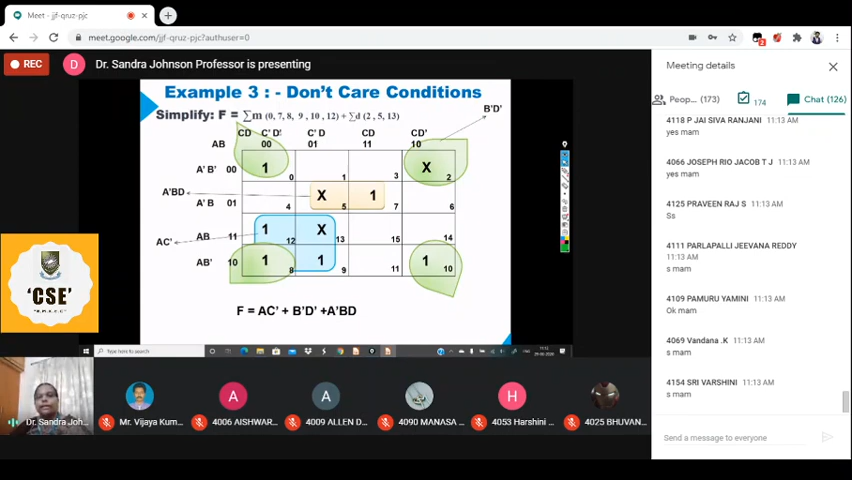 Meet - jjf-qruz-pjc
meet.google.com/jjf-qruz-pjc?authuser=0
REC
D
Dr. Sandra Johnson Professor is presenting
Example 3 : - Don't Care Conditions
Simplify: F = ∑m (0, 7, 8, 9 , 10 , 12) + ∑d (2 , 5, 13)
B'D'
CD C' D' C' D CD CD'
AB 00 01 11 10
A' B' 00 1 0 1 3 X 2
A'BD
A' B 01 4 X 5 1 7 6
AC'
AB 11 1 12 X 13 15 14
AB' 10 1 8 1 9 11 1 10
F = AC' + B'D' +A'BD
'CSE'
Type here to search
Dr. Sandra Joh...
Mr. Vijaya Kum...
A
4006 AISHWAR...
A
4009 ALLEN D...
4090 MANASA ...
H
4053 Harshini ...
4025 BHUVAN...
Meeting details
Peop... (173)
174
Chat (126)
4118 P JAI SIVA RANJANI 11:13 AM
yes mam
4066 JOSEPH RIO JACOB T J 11:13 AM
yes mam
4125 PRAVEEN RAJ S 11:13 AM
Ss
4111 PARLAPALLI JEEVANA REDDY
11:13 AM
s mam
4109 PAMURU YAMINI 11:13 AM
Ok mam
4069 Vandana .K 11:13 AM
s mam
4154 SRI VARSHINI 11:13 AM
s mam
Send a message to everyone